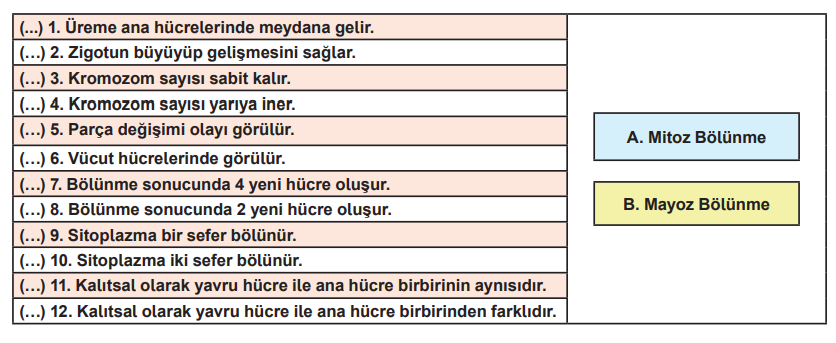 (...) 1. Üreme ana hücrelerinde meydana gelir.
(…) 2. Zigotun büyüyüp gelişmesini sağlar.
(…) 3. Kromozom sayısı sabit kalır.
(…) 4. Kromozom sayısı yarıya iner.
(…) 5. Parça değişimi olayı görülür.
(…) 6. Vücut hücrelerinde görülür.
(…) 7. Bölünme sonucunda 4 yeni hücre oluşur.
(…) 8. Bölünme sonucunda 2 yeni hücre oluşur.
(…) 9. Sitoplazma bir sefer bölünür.
(…) 10. Sitoplazma iki sefer bölünür.
(…) 11. Kalıtsal olarak yavru hücre ile ana hücre birbirinin aynısıdır.
(…) 12. Kalıtsal olarak yavru hücre ile ana hücre birbirinden farklıdır.
A. Mitoz Bölünme
B. Mayoz Bölünme